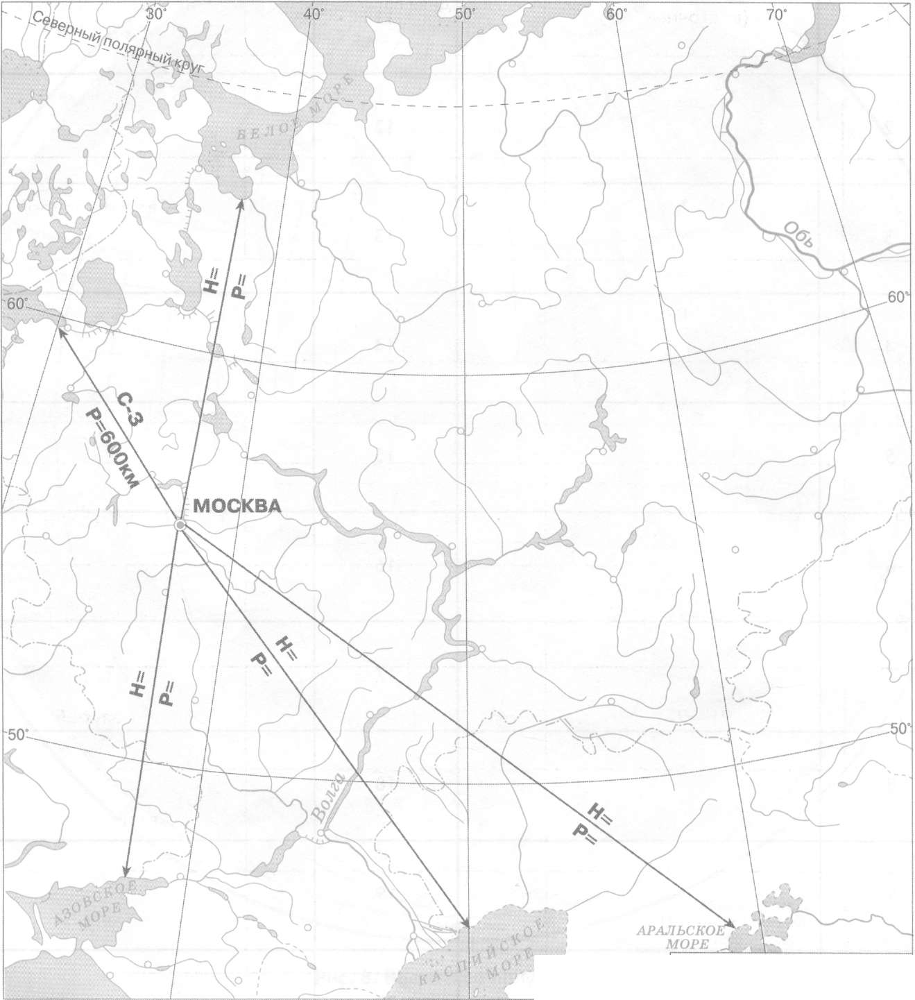 30° 40° 50° 60° 70°
Северный полярный круг
БЕЛОЕ МОРЕ
Обь
Н=
Р=
60° 60°
С-З
Р=600км
МОСКВА
Н=
Р=
Н=
Р=
50° 50°
Волга
Н=
Р=
АЗОВСКОЕ
МОРЕ
КАСПИЙСКОЕ
МОРЕ
АРАЛЬСКОЕ
МОРЕ